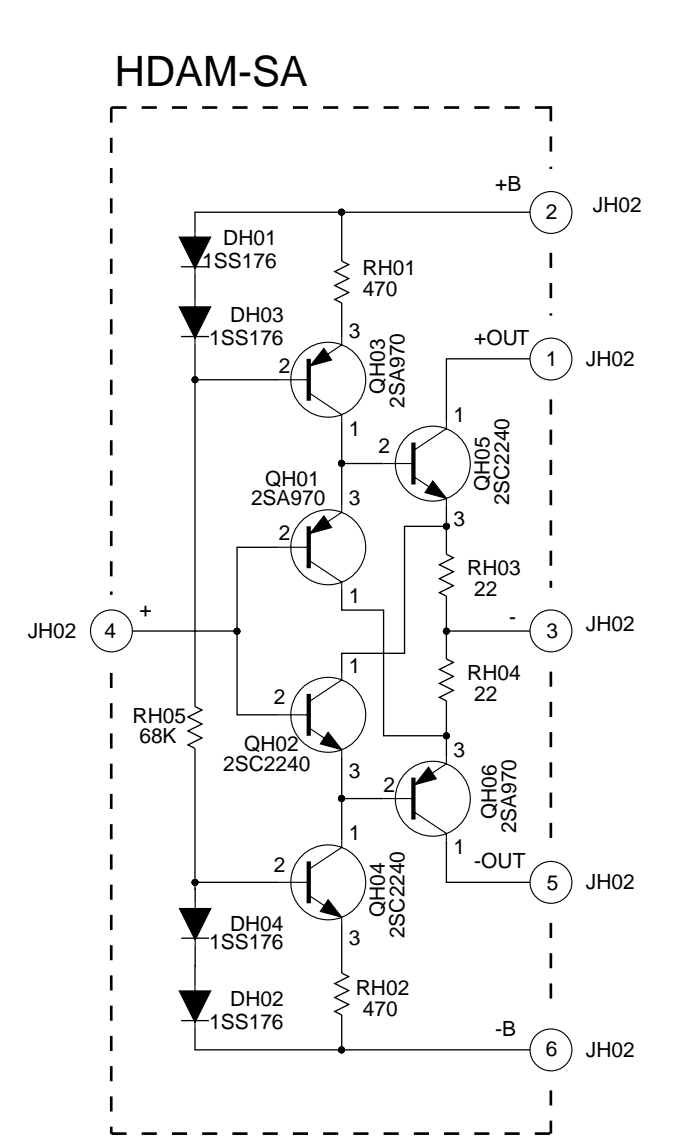 HDAM-SA
+B
2
JH02
DH01
1SS176
RH01
470
DH03
1SS176
+OUT
1
JH02
3
2
QH03
2SA970
1
1
2
QH05
2SC2240
QH01
2SA970
3
2
3
1
RH03
22
JH02
4
+
-
3
JH02
1
RH04
22
2
RH05
68K
QH02
2SC2240
3
3
2
QH06
2SA970
1
1
-OUT
5
JH02
2
QH04
2SC2240
DH04
1SS176
3
RH02
470
DH02
1SS176
-B
6
JH02